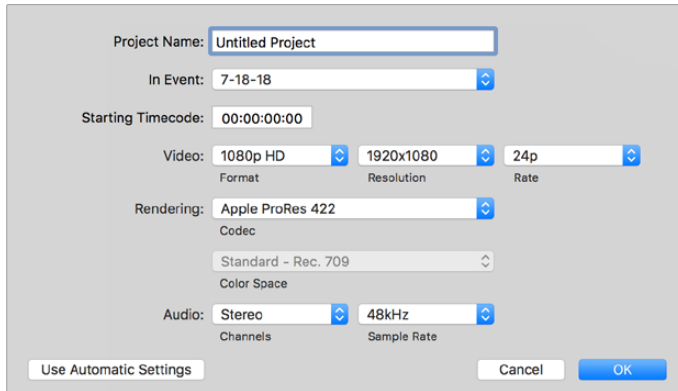 Project Name: Untitled Project
In Event: 7-18-18
Starting Timecode: 00:00:00:00
Video: 1080p HD 1920x1080 24p
Format Resolution Rate
Rendering: Apple ProRes 422
Codec
Standard - Rec. 709
Color Space
Audio: Stereo 48kHz
Channels Sample Rate
Use Automatic Settings Cancel OK